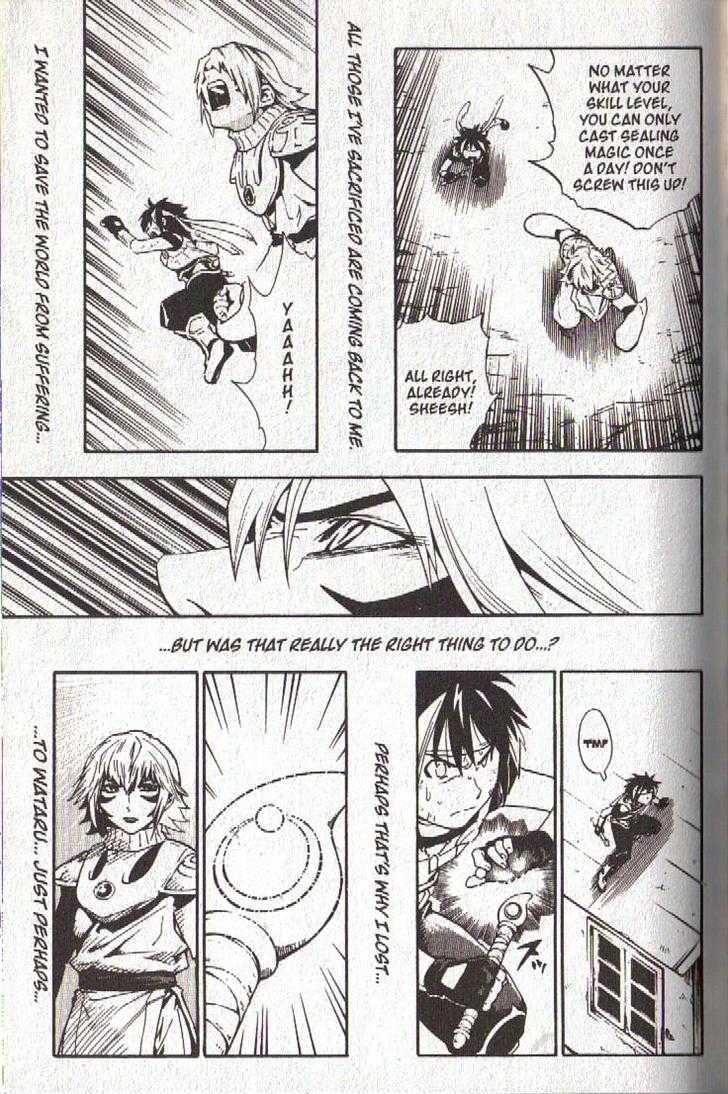 NO MATTER
WHAT YOUR
SKILL LEVEL,
YOU CAN ONLY
CAST SEALING
MAGIC ONCE
A DAY! DON'T
SCREW THIS UP!
ALL RIGHT,
ALREADY!
SHEESH!
ALL THOSE I'VE SACRIFICED ARE COMING BACK TO ME.
YAAAHH!
I WANTED TO SAVE THE WORLD FROM SUFFERING...
...BUT WAS THAT REALLY THE RIGHT THING TO DO...?
TMP
ズッ
PERHAPS THAT'S WHY I LOST...
...TO WATARU... JUST PERHAPS...